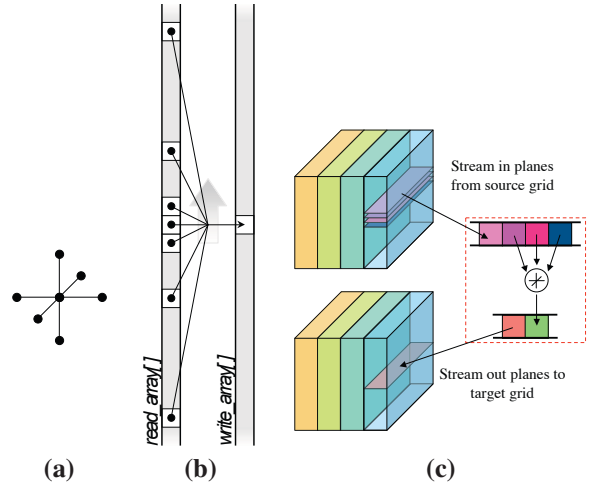 read_array[]
write_array[]
Stream in planes
from source grid
Stream out planes to
target grid
(a)
(b)
(c)